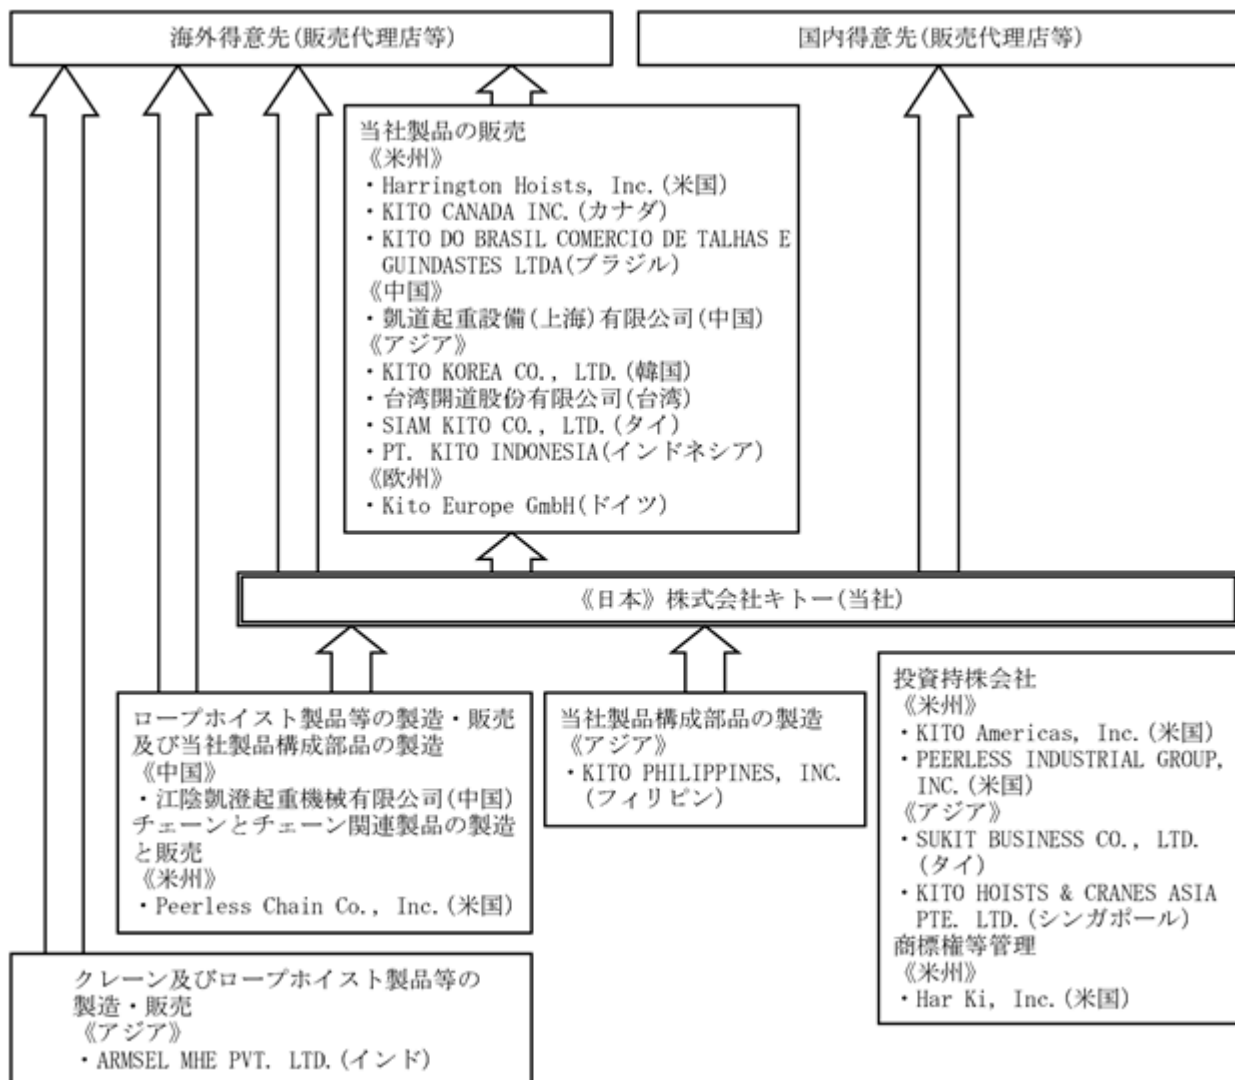 海外得意先(販売代理店等)
国内得意先(販売代理店等)
当社製品の販売
《米州》
・Harrington Hoists, Inc.(米国)
・KITO CANADA INC.(カナダ)
・KITO DO BRASIL COMERCIO DE TALHAS E
GUINDASTES LTDA(ブラジル)
《中国》
・凱道起重設備(上海)有限公司(中国)
《アジア》
・KITO KOREA CO., LTD.(韓国)
・台湾開道股份有限公司(台湾)
・SIAM KITO CO., LTD.(タイ)
・PT. KITO INDONESIA(インドネシア)
《欧州》
・Kito Europe GmbH(ドイツ)
《日本》株式会社キトー(当社)
ロープホイスト製品等の製造・販売
及び当社製品構成部品の製造
《中国》
・江陰凱澄起重機械有限公司(中国)
チェーンとチェーン関連製品の製造
と販売
《米州》
・Peerless Chain Co., Inc.(米国)
当社製品構成部品の製造
《アジア》
・KITO PHILIPPINES, INC.
(フィリピン)
投資持株会社
《米州》
・KITO Americas, Inc.(米国)
・PEERLESS INDUSTRIAL GROUP,
INC.(米国)
《アジア》
・SUKIT BUSINESS CO., LTD.
(タイ)
・KITO HOISTS & CRANES ASIA
PTE. LTD.(シンガポール)
商標権等管理
《米州》
・Har Ki, Inc.(米国)
クレーン及びロープホイスト製品等の
製造・販売
《アジア》
・ARMSEL MHE PVT. LTD.(インド)